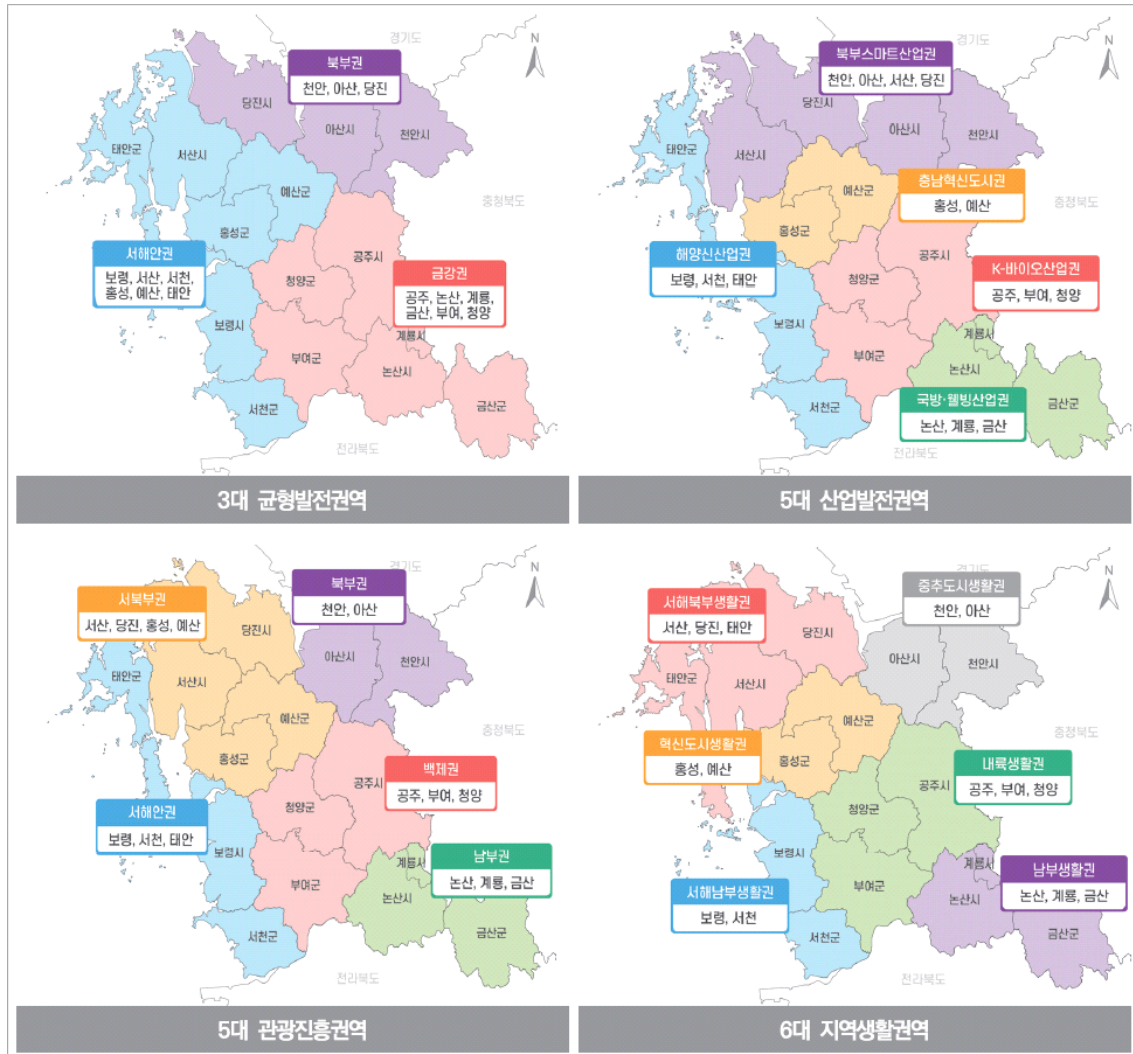 경기도
N
북부권
천안, 아산, 당진
당진시
아산시
천안시
태안군
서산시
예산군
충청북도
홍성군
서해안권
보령, 서산, 서천,
홍성, 예산, 태안
공주시
청양군
금강권
공주, 논산, 계룡,
금산, 부여, 청양
보령시
계룡시
부여군
논산시
서천군
금산군
전라북도
3대 균형발전권역
경기도
N
북부스마트산업권
천안, 아산, 서산, 당진
당진시
아산시
천안시
태안군
서산시
예산군
충남혁신도시권
홍성, 예산
충청북도
홍성군
해양신산업권
보령, 서천, 태안
공주시
청양군
K-바이오산업권
공주, 부여, 청양
보령시
계룡시
부여군
논산시
국방·웰빙산업권
논산, 계룡, 금산
서천군
금산군
전라북도
5대 산업발전권역
경기도
N
서북부권
서산, 당진, 홍성, 예산
북부권
천안, 아산
당진시
아산시
천안시
태안군
서산시
예산군
충청북도
홍성군
백제권
공주, 부여, 청양
공주시
청양군
서해안권
보령, 서천, 태안
보령시
남부권
논산, 계룡, 금산
계룡시
부여군
논산시
서천군
금산군
전라북도
5대 관광진흥권역
경기도
N
중추도시생활권
천안, 아산
서해북부생활권
서산, 당진, 태안
당진시
아산시
천안시
태안군
서산시
예산군
충청북도
혁신도시생활권
홍성, 예산
홍성군
내륙생활권
공주, 부여, 청양
공주시
청양군
보령시
계룡시
남부생활권
논산, 계룡, 금산
서해남부생활권
보령, 서천
부여군
논산시
서천군
금산군
전라북도
6대 지역생활권역